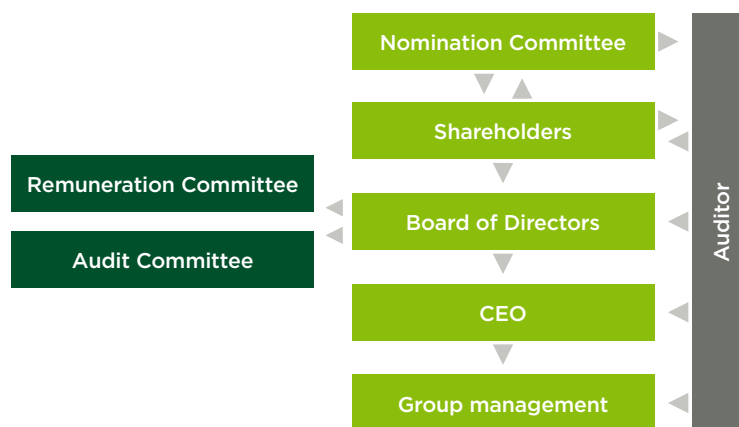 Nomination Committee
Shareholders
Remuneration Committee
Board of Directors
Audit Committee
CEO
Group management
Auditor